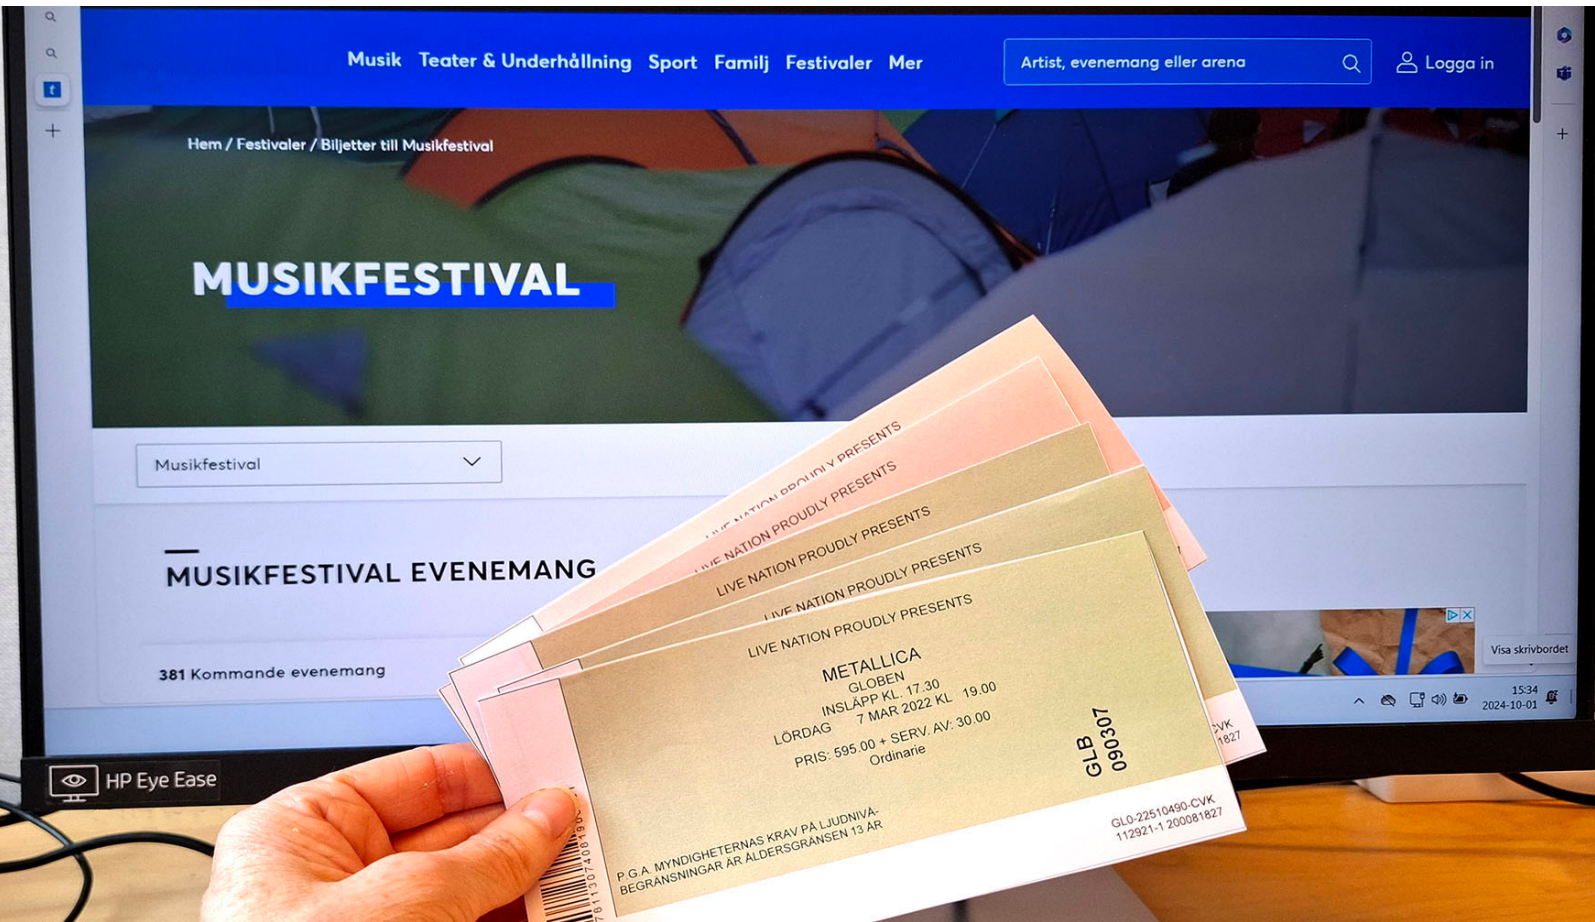 Musik Teater & Underhållning Sport Familj Festivaler Mer
Artist, evenemang eller arena
Logga in
t
Hem / Festivaler / Biljetter till Musikfestival
MUSIKFESTIVAL
Musikfestival
MUSIKFESTIVAL EVENEMANG
381 Kommande evenemang
Visa skrivbordet
15:34
2024-10-01
HP Eye Ease
LIVE NATION PROUDLY PRESENTS
LIVE NATION PROUDLY PRESENTS
LIVE NATION PROUDLY PRESENTS
LIVE NATION PROUDLY PRESENTS
LIVE NATION PROUDLY PRESENTS
METALLICA
GLOBEN
INSLÄPP KL. 17.30
LÖRDAG 7 MAR 2022 KL 19.00
PRIS: 595.00 + SERV. AV: 30.00
Ordinarie
GLB
090307
P.G.A. MYNDIGHETERNAS KRAV PÅ LJUDNIVÅ-
BEGRÄNSNINGAR ÄR ÅLDERSGRÄNSEN 13 ÅR
GL0-22510490-CVK
112921-1 200081827
CVK
1827